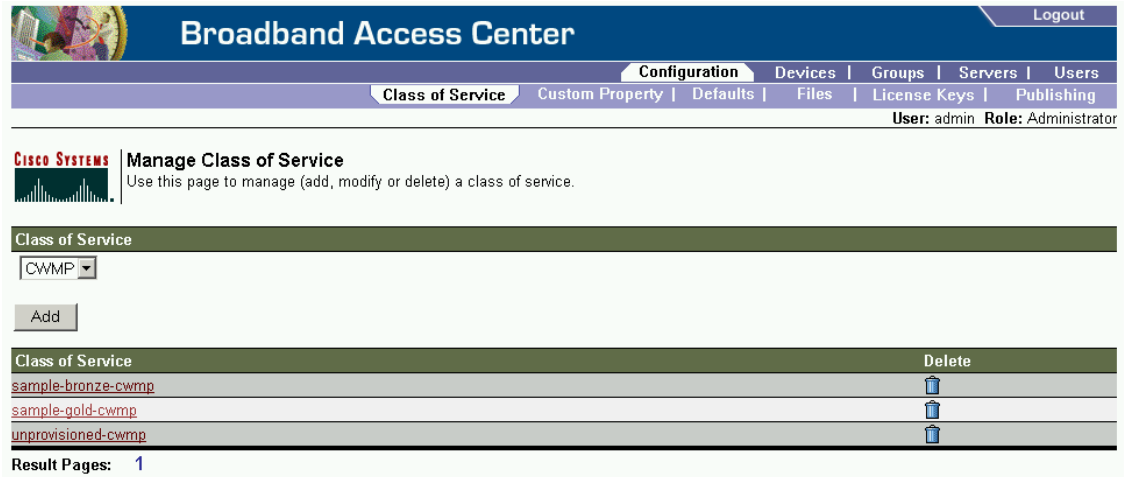 Logout
Broadband Access Center
Configuration Devices | Groups | Servers | Users
Class of Service Custom Property | Defaults | Files | License Keys | Publishing
User: admin Role: Administrator
CISCO SYSTEMS
Manage Class of Service
Use this page to manage (add, modify or delete) a class of service.
Class of Service
CWMP
Add
Class of Service Delete
sample-bronze-cwmp
sample-gold-cwmp
unprovisioned-cwmp
Result Pages: 1